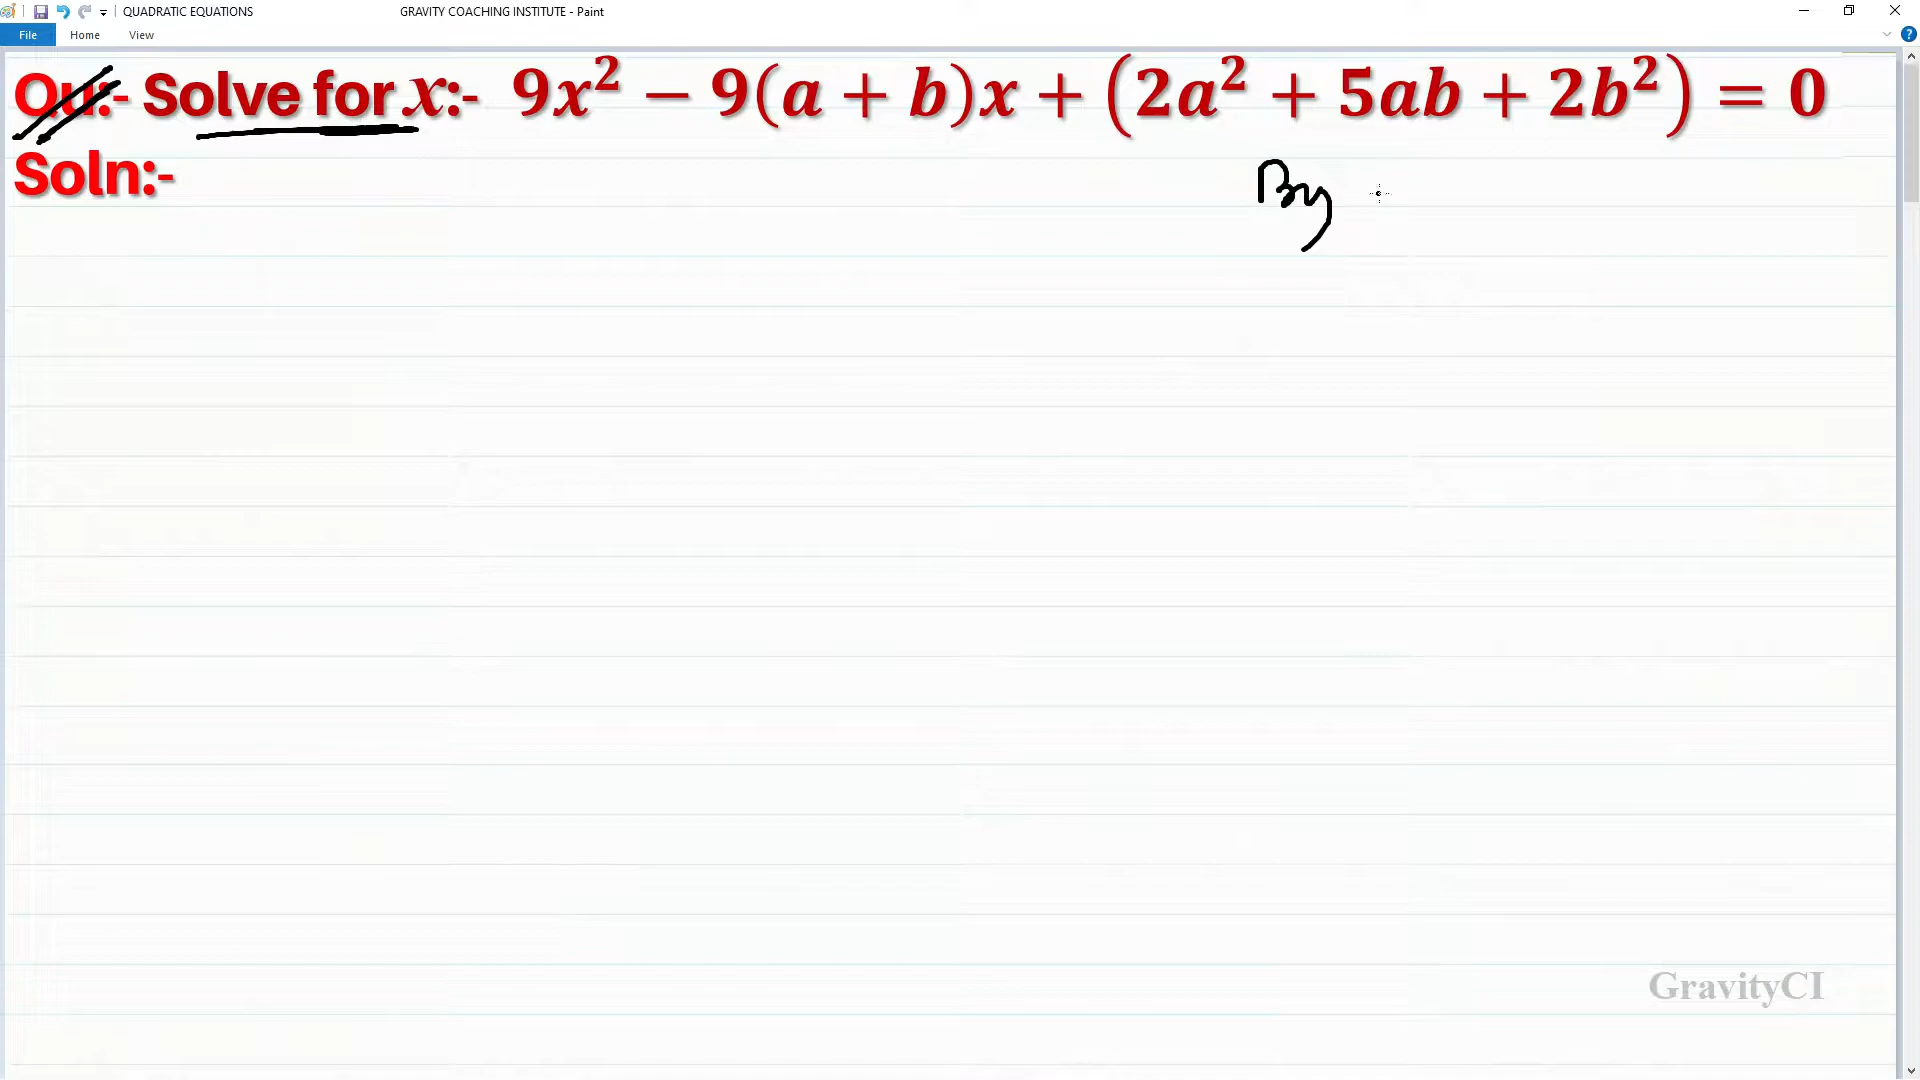 QUADRATIC EQUATIONS GRAVITY COACHING INSTITUTE - Paint
File Home View
Qu:- Solve for x:- 9x² − 9(a + b)x + (2a² + 5ab + 2b²) = 0
Soln:-
By
GravityCI